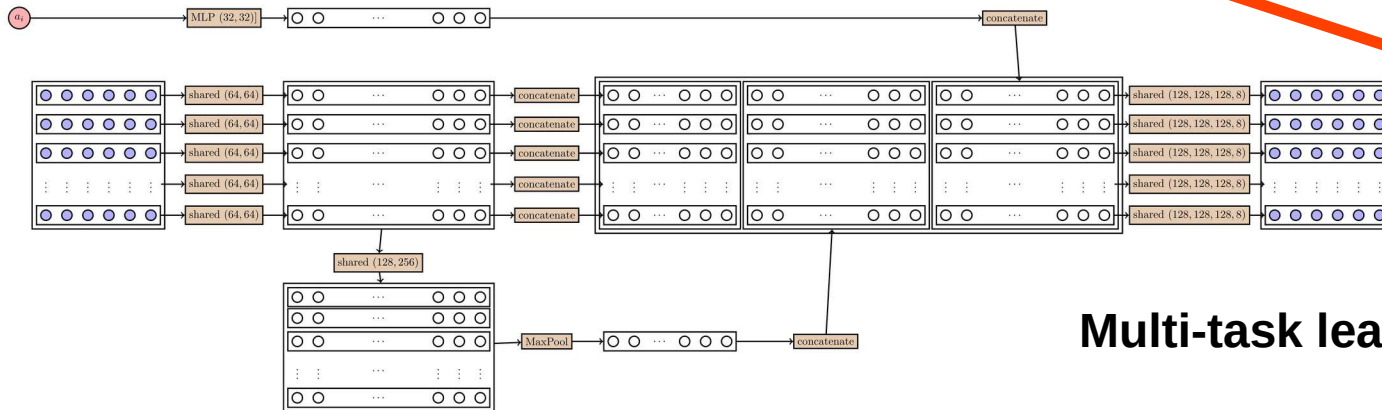 a_i
MLP (32, 32)]
concatenate
shared (64, 64)
concatenate
shared (128, 128, 128, 8)
shared (64, 64)
concatenate
shared (128, 128, 128, 8)
shared (64, 64)
concatenate
shared (128, 128, 128, 8)
shared (64, 64)
concatenate
shared (128, 128, 128, 8)
shared (64, 64)
concatenate
shared (128, 128, 128, 8)
shared (128, 256)
MaxPool
concatenate
Multi-task lea